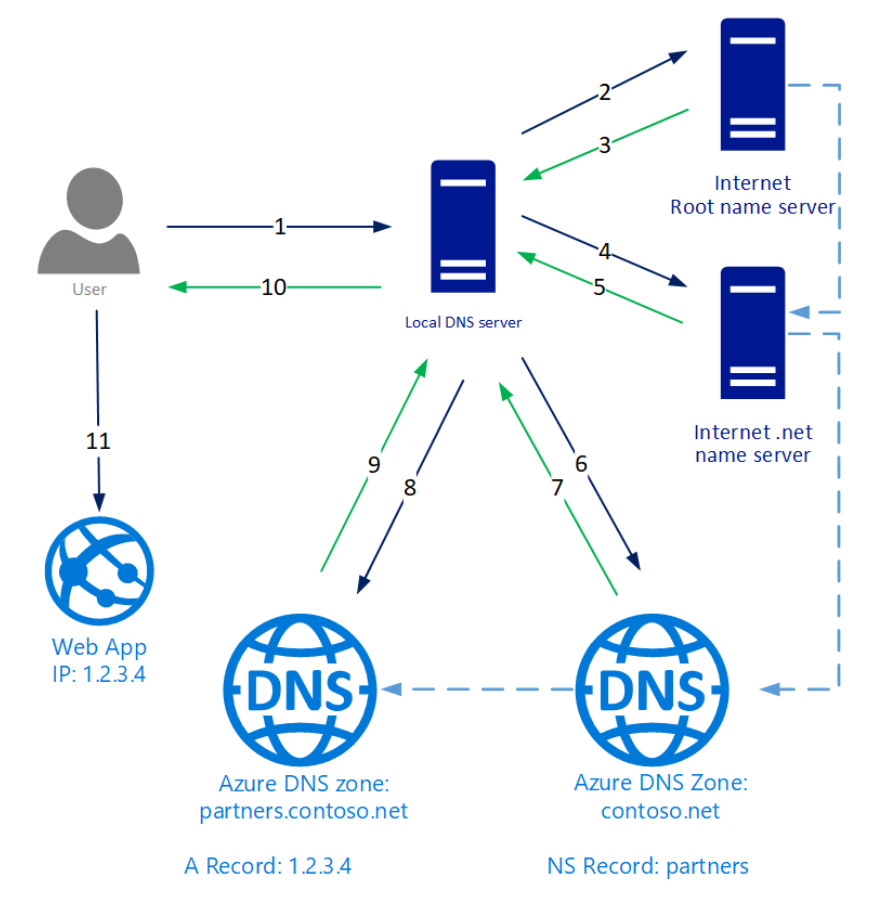 2
3
Internet
Root name server
1
4
User
10
5
Local DNS server
Internet .net
name server
11
9
8
6
7
Web App
IP: 1.2.3.4
DNS
DNS
Azure DNS zone:
partners.contoso.net
Azure DNS Zone:
contoso.net
A Record: 1.2.3.4
NS Record: partners